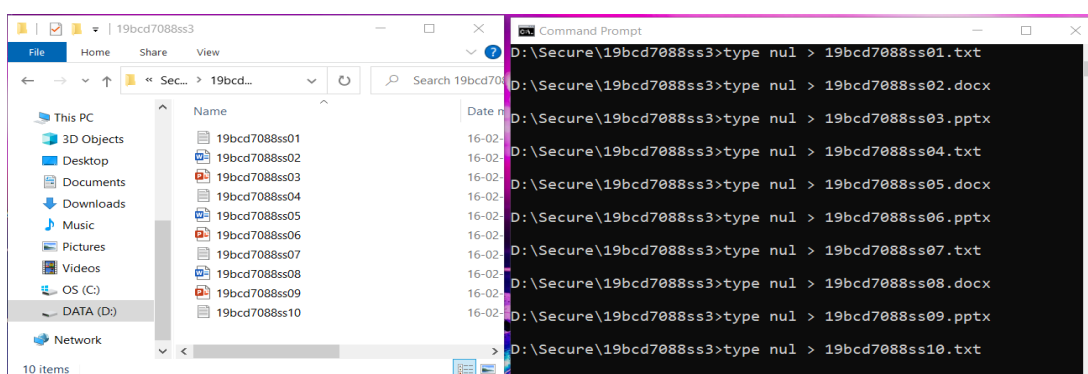 19bcd7088ss3
File Home Share View
« Sec... > 19bcd... Search 19bcd70
This PC
3D Objects
Desktop
Documents
Downloads
Music
Pictures
Videos
OS (C:)
DATA (D:)
Network
10 items
Name Date
19bcd7088ss01 16-02-
19bcd7088ss02 16-02-
19bcd7088ss03 16-02-
19bcd7088ss04 16-02-
19bcd7088ss05 16-02-
19bcd7088ss06 16-02-
19bcd7088ss07 16-02-
19bcd7088ss08 16-02-
19bcd7088ss09 16-02-
19bcd7088ss10 16-02-
Command Prompt
D:\Secure\19bcd7088ss3>type nul > 19bcd7088ss01.txt
D:\Secure\19bcd7088ss3>type nul > 19bcd7088ss02.docx
D:\Secure\19bcd7088ss3>type nul > 19bcd7088ss03.pptx
D:\Secure\19bcd7088ss3>type nul > 19bcd7088ss04.txt
D:\Secure\19bcd7088ss3>type nul > 19bcd7088ss05.docx
D:\Secure\19bcd7088ss3>type nul > 19bcd7088ss06.pptx
D:\Secure\19bcd7088ss3>type nul > 19bcd7088ss07.txt
D:\Secure\19bcd7088ss3>type nul > 19bcd7088ss08.docx
D:\Secure\19bcd7088ss3>type nul > 19bcd7088ss09.pptx
D:\Secure\19bcd7088ss3>type nul > 19bcd7088ss10.txt